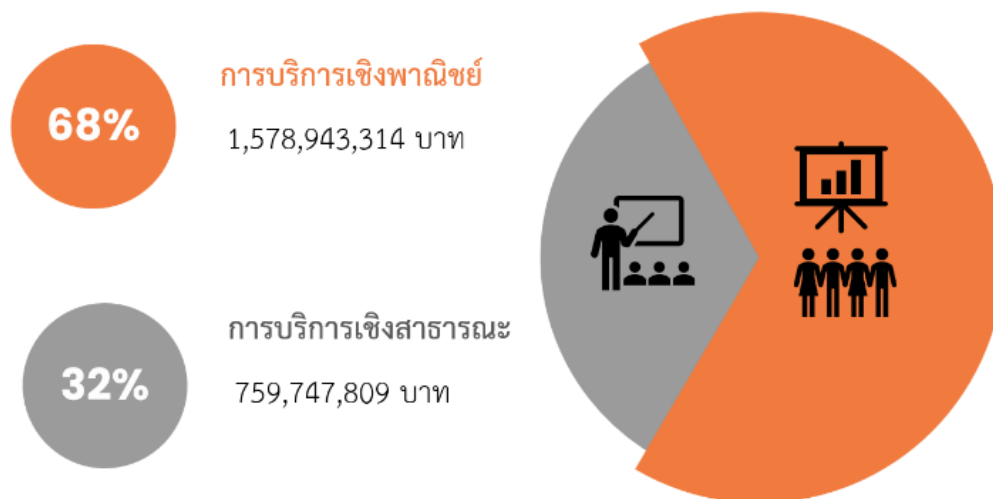 68%
การบริการเชิงพาณิชย์
1,578,943,314 บาท
32%
การบริการเชิงสาธารณะ
759,747,809 บาท